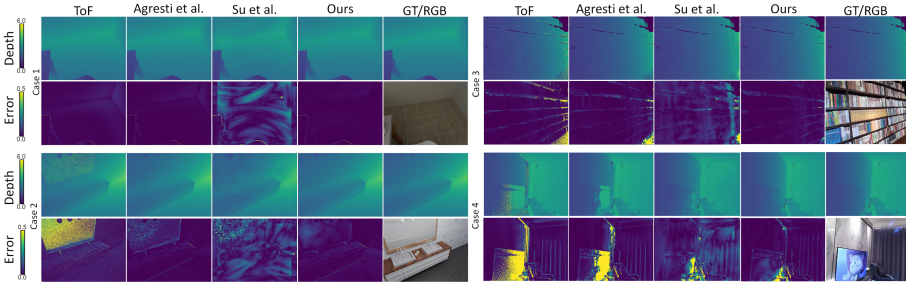 ToF Agresti et al. Su et al. Ours GT/RGB
Depth
6.0
0.0
Case 1
Error
0.5
0.0
Depth
6.0
0.0
Case 2
Error
0.5
0.0
ToF Agresti et al. Su et al. Ours GT/RGB
Case 3
Case 4